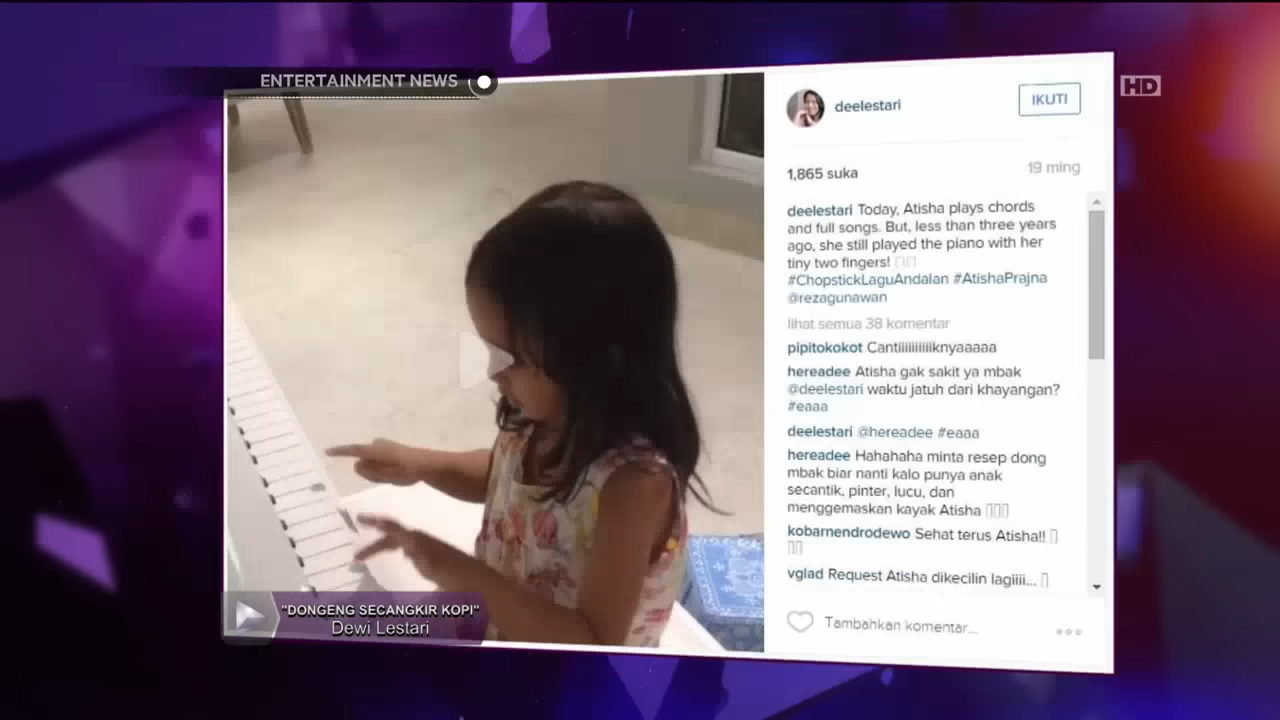 ENTERTAINMENT NEWS
HD
deelestari
IKUTI
1,865 suka
19 ming
deelestari Today, Atisha plays chords
and full songs. But, less than three years
ago, she still played the piano with her
tiny two fingers!
#ChopstickLaguAndalan #AtishaPrajna
@rezagunawan
lihat semua 38 komentar
pipitokokot Cantiiiiiiiiiiknyaaaaa
hereadee Atisha gak sakit ya mbak
@deelestari waktu jatuh dari khayangan?
#eaaa
deelestari @hereadee #eaaa
hereadee Hahahaha minta resep dong
mbak biar nanti kalo punya anak
secantik, pinter, lucu, dan
menggemaskan kayak Atisha
kobarnendrodewo Sehat terus Atisha!!
vglad Request Atisha dikecilin lagiiii...
Tambahkan komentar...
"DONGENG SECANGKIR KOPI"
Dewi Lestari